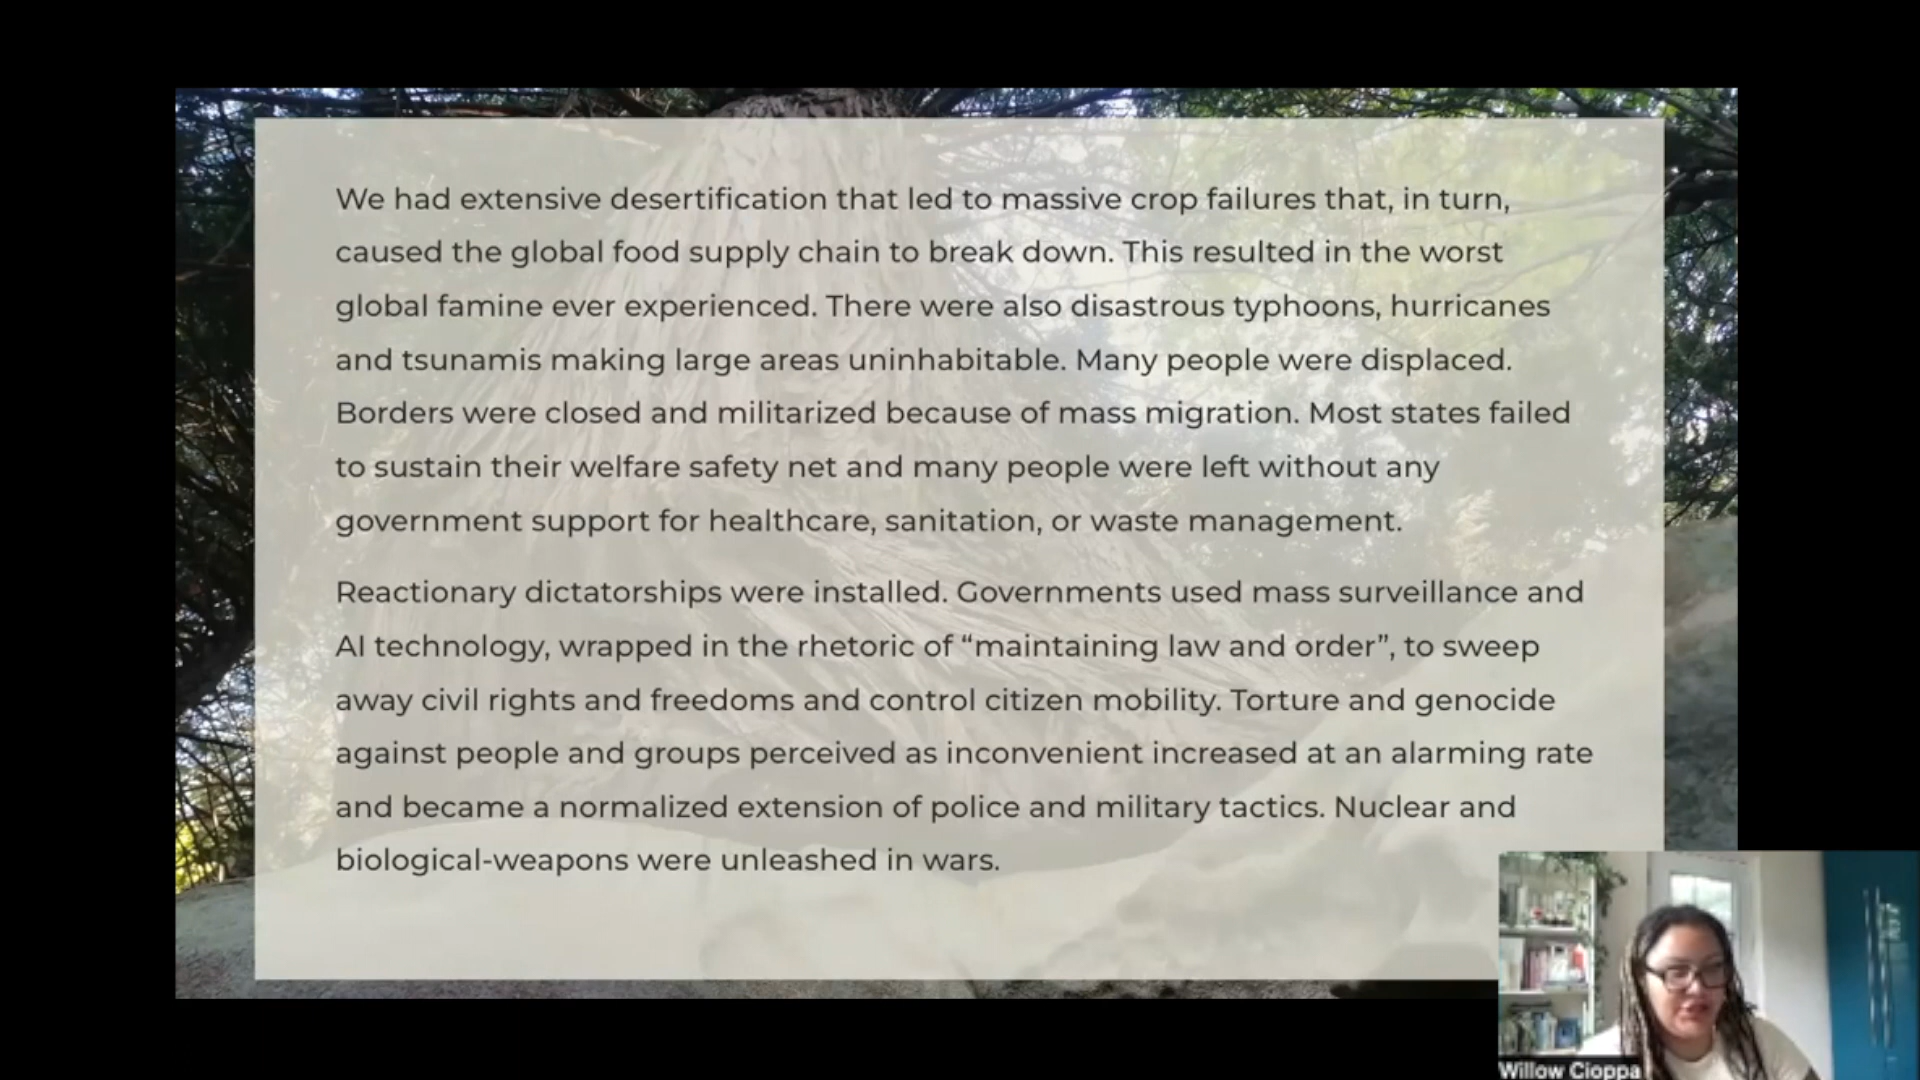 We had extensive desertification that led to massive crop failures that, in turn,
caused the global food supply chain to break down. This resulted in the worst
global famine ever experienced. There were also disastrous typhoons, hurricanes
and tsunamis making large areas uninhabitable. Many people were displaced.
Borders were closed and militarized because of mass migration. Most states failed
to sustain their welfare safety net and many people were left without any
government support for healthcare, sanitation, or waste management.
Reactionary dictatorships were installed. Governments used mass surveillance and
AI technology, wrapped in the rhetoric of “maintaining law and order”, to sweep
away civil rights and freedoms and control citizen mobility. Torture and genocide
against people and groups perceived as inconvenient increased at an alarming rate
and became a normalized extension of police and military tactics. Nuclear and
biological-weapons were unleashed in wars.
Willow Cioppa